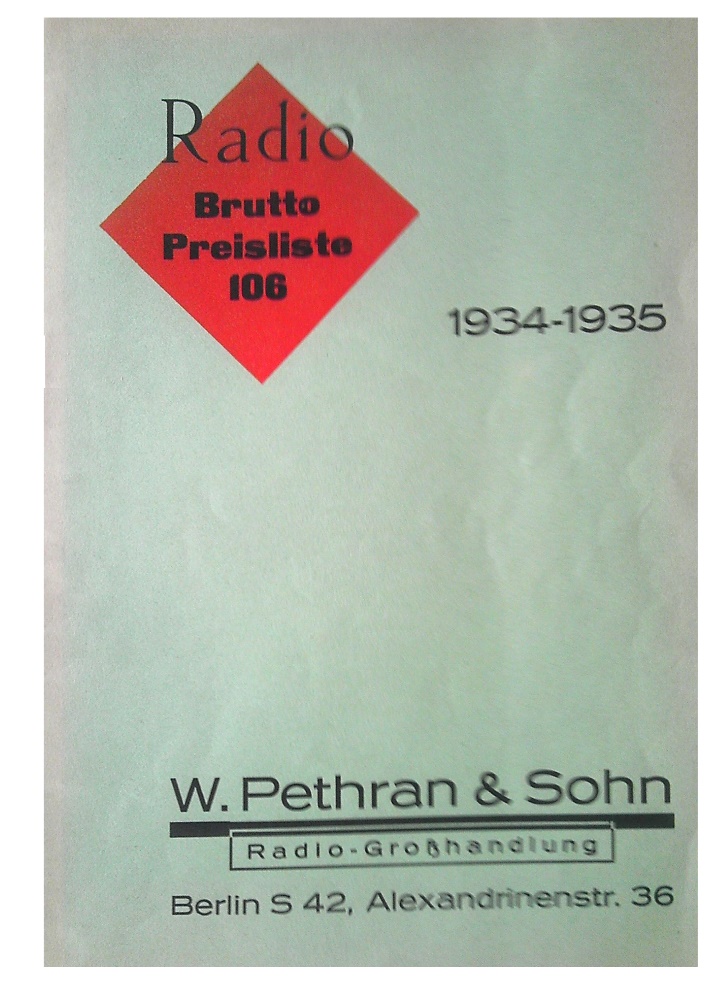 Radio
Brutto
Preisliste
106
1934-1935
W. Pethran & Sohn
Radio-Großhandlung
Berlin S 42, Alexandrinenstr. 36